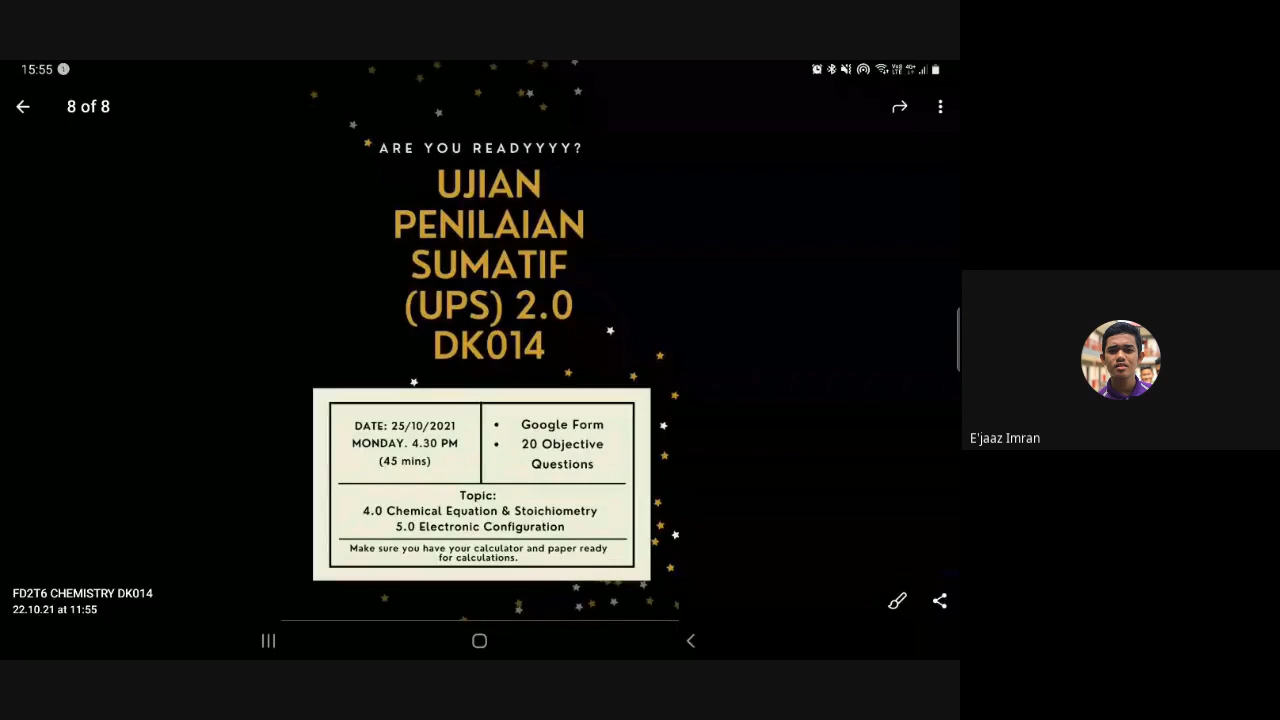 15:55
8 of 8
ARE YOU READYYYY?
UJIAN
PENILAIAN
SUMATIF
(UPS) 2.0
DK014
DATE: 25/10/2021
MONDAY. 4.30 PM
(45 mins)
• Google Form
• 20 Objective
Questions
Topic:
4.0 Chemical Equation & Stoichiometry
5.0 Electronic Configuration
Make sure you have your calculator and paper ready
for calculations.
FD2T6 CHEMISTRY DK014
22.10.21 at 11:55
E'jaaz Imran